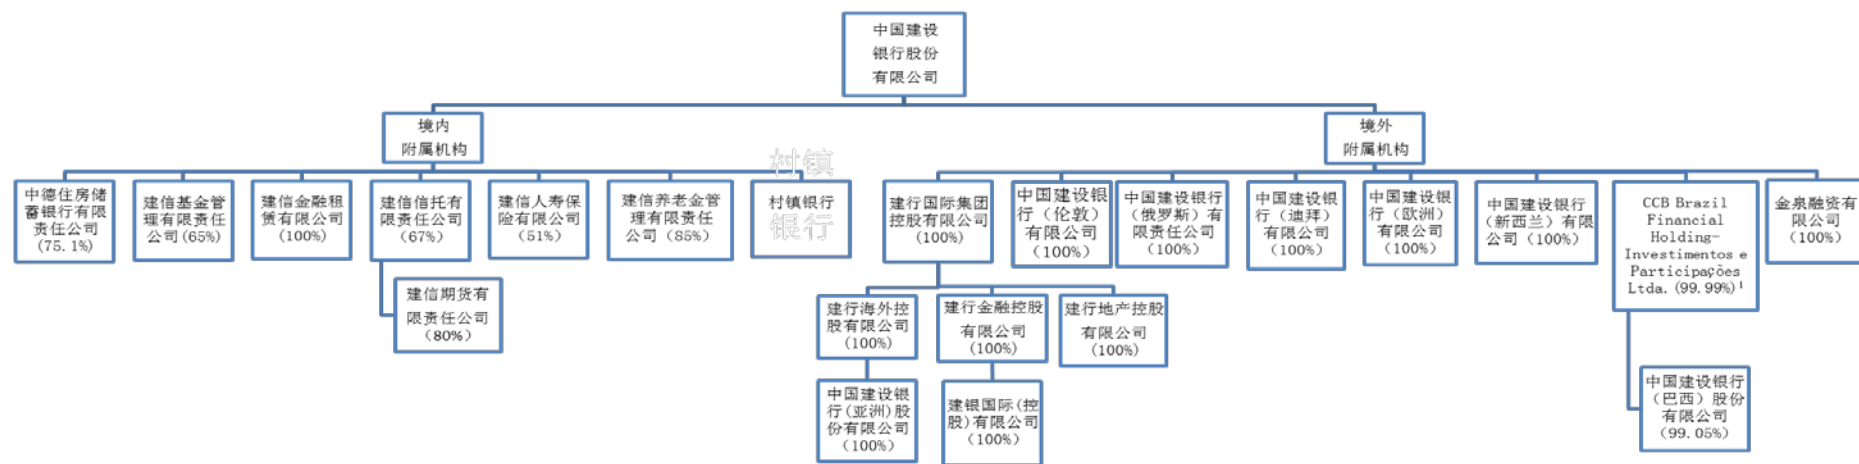 中国建设
银行股份
有限公司
境内
附属机构
境外
附属机构
中德住房储
蓄银行有限
责任公司
(75.1%)
建信基金管
理有限责任
公司(65%)
建信金融租
赁有限公司
(100%)
建信信托有
限责任公司
(67%)
建信人寿保
险有限公司
(51%)
建信养老金管
理有限责任
公司（85%）
村镇
村镇银行
银行
建行国际集团
控股有限公司
(100%)
中国建设银
行（伦敦）
有限公司
（100%）
中国建设银行
（俄罗斯）有
限责任公司
（100%）
中国建设银
行（迪拜）
有限公司
（100%）
中国建设银
行（欧洲）
有限公司
（100%）
中国建设银行
（新西兰）有限
公司（100%）
CCB Brazil
Financial
Holding-
Investimentos e
Participações
Ltda.(99.99%)¹
金泉融资有
限公司
（100%）
建信期货有
限责任公司
（80%）
建行海外控
股有限公司
(100%)
建行金融控股
有限公司
(100%)
建行地产控股
有限公司
(100%)
中国建设银
行(亚洲)股
份有限公司
(100%)
建银国际(控
股)有限公司
(100%)
中国建设银行
（巴西）股份
有限公司
（99.05%）